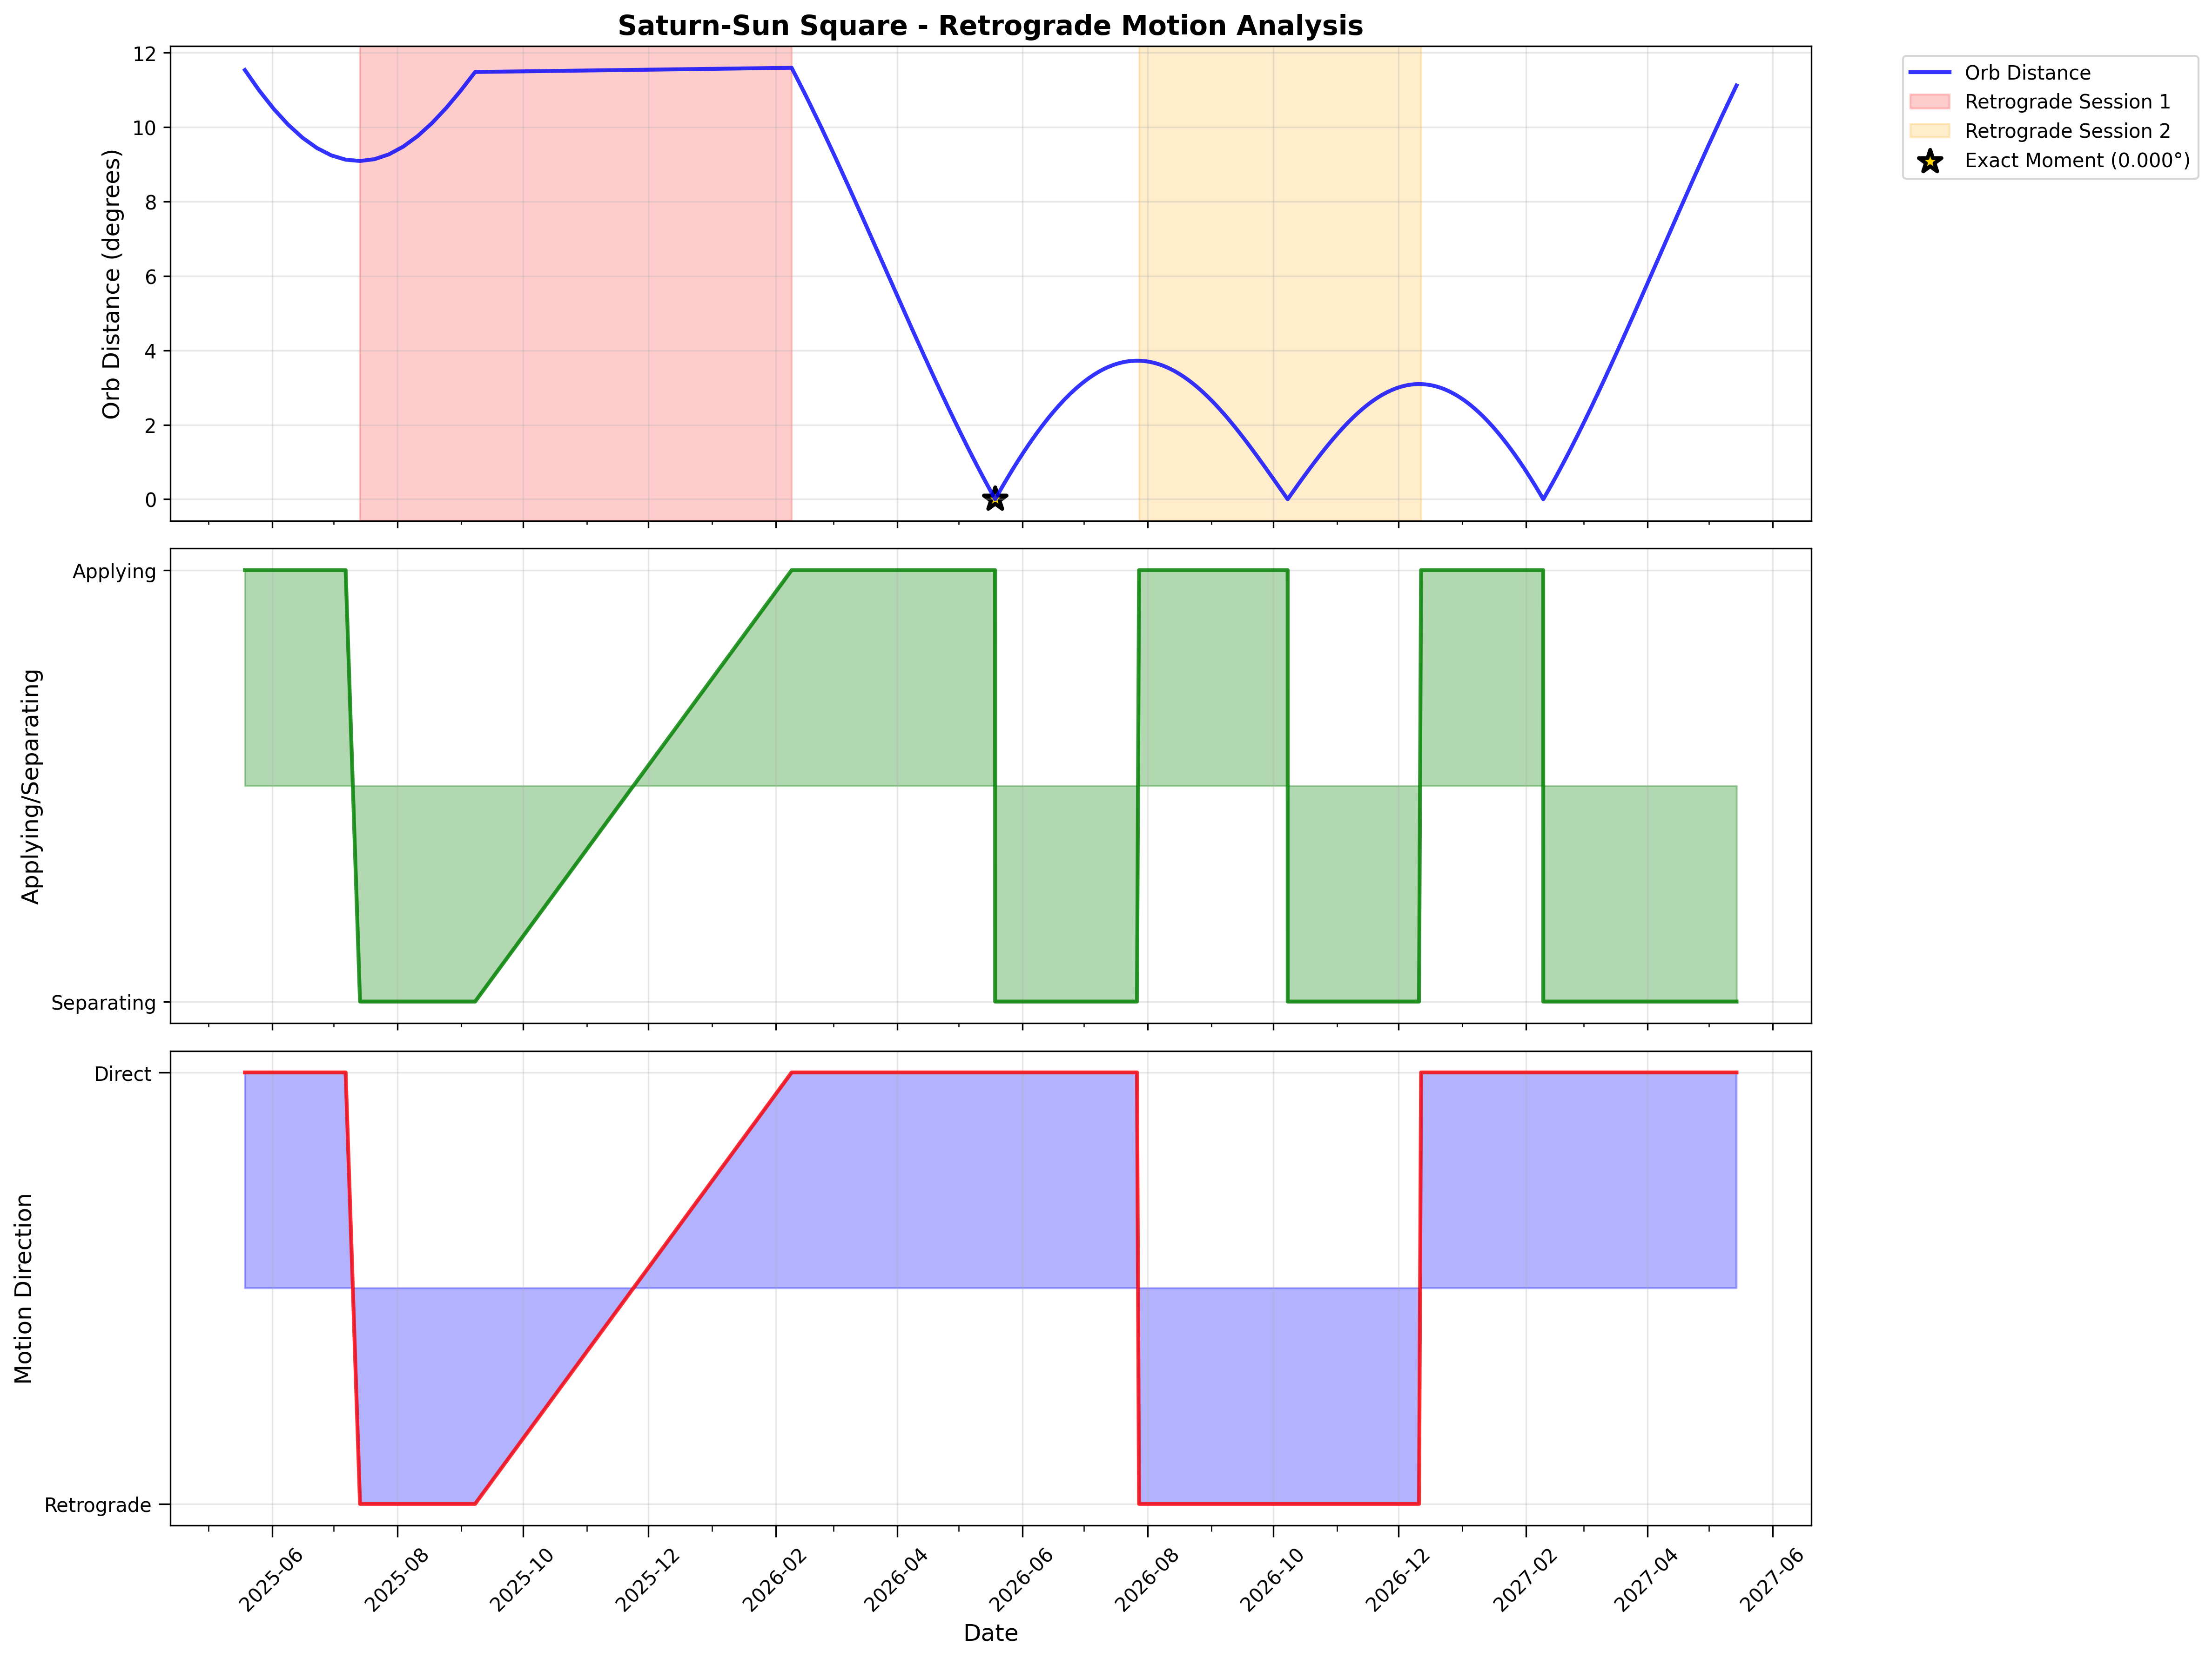 Saturn-Sun Square - Retrograde Motion Analysis
Orb Distance (degrees)
12
10
8
6
4
2
0
Orb Distance
Retrograde Session 1
Retrograde Session 2
Exact Moment (0.000°)
Applying/Separating
Applying
Separating
Motion Direction
Direct
Retrograde
2025-06
2025-08
2025-10
2025-12
2026-02
2026-04
2026-06
2026-08
2026-10
2026-12
2027-02
2027-04
2027-06
Date